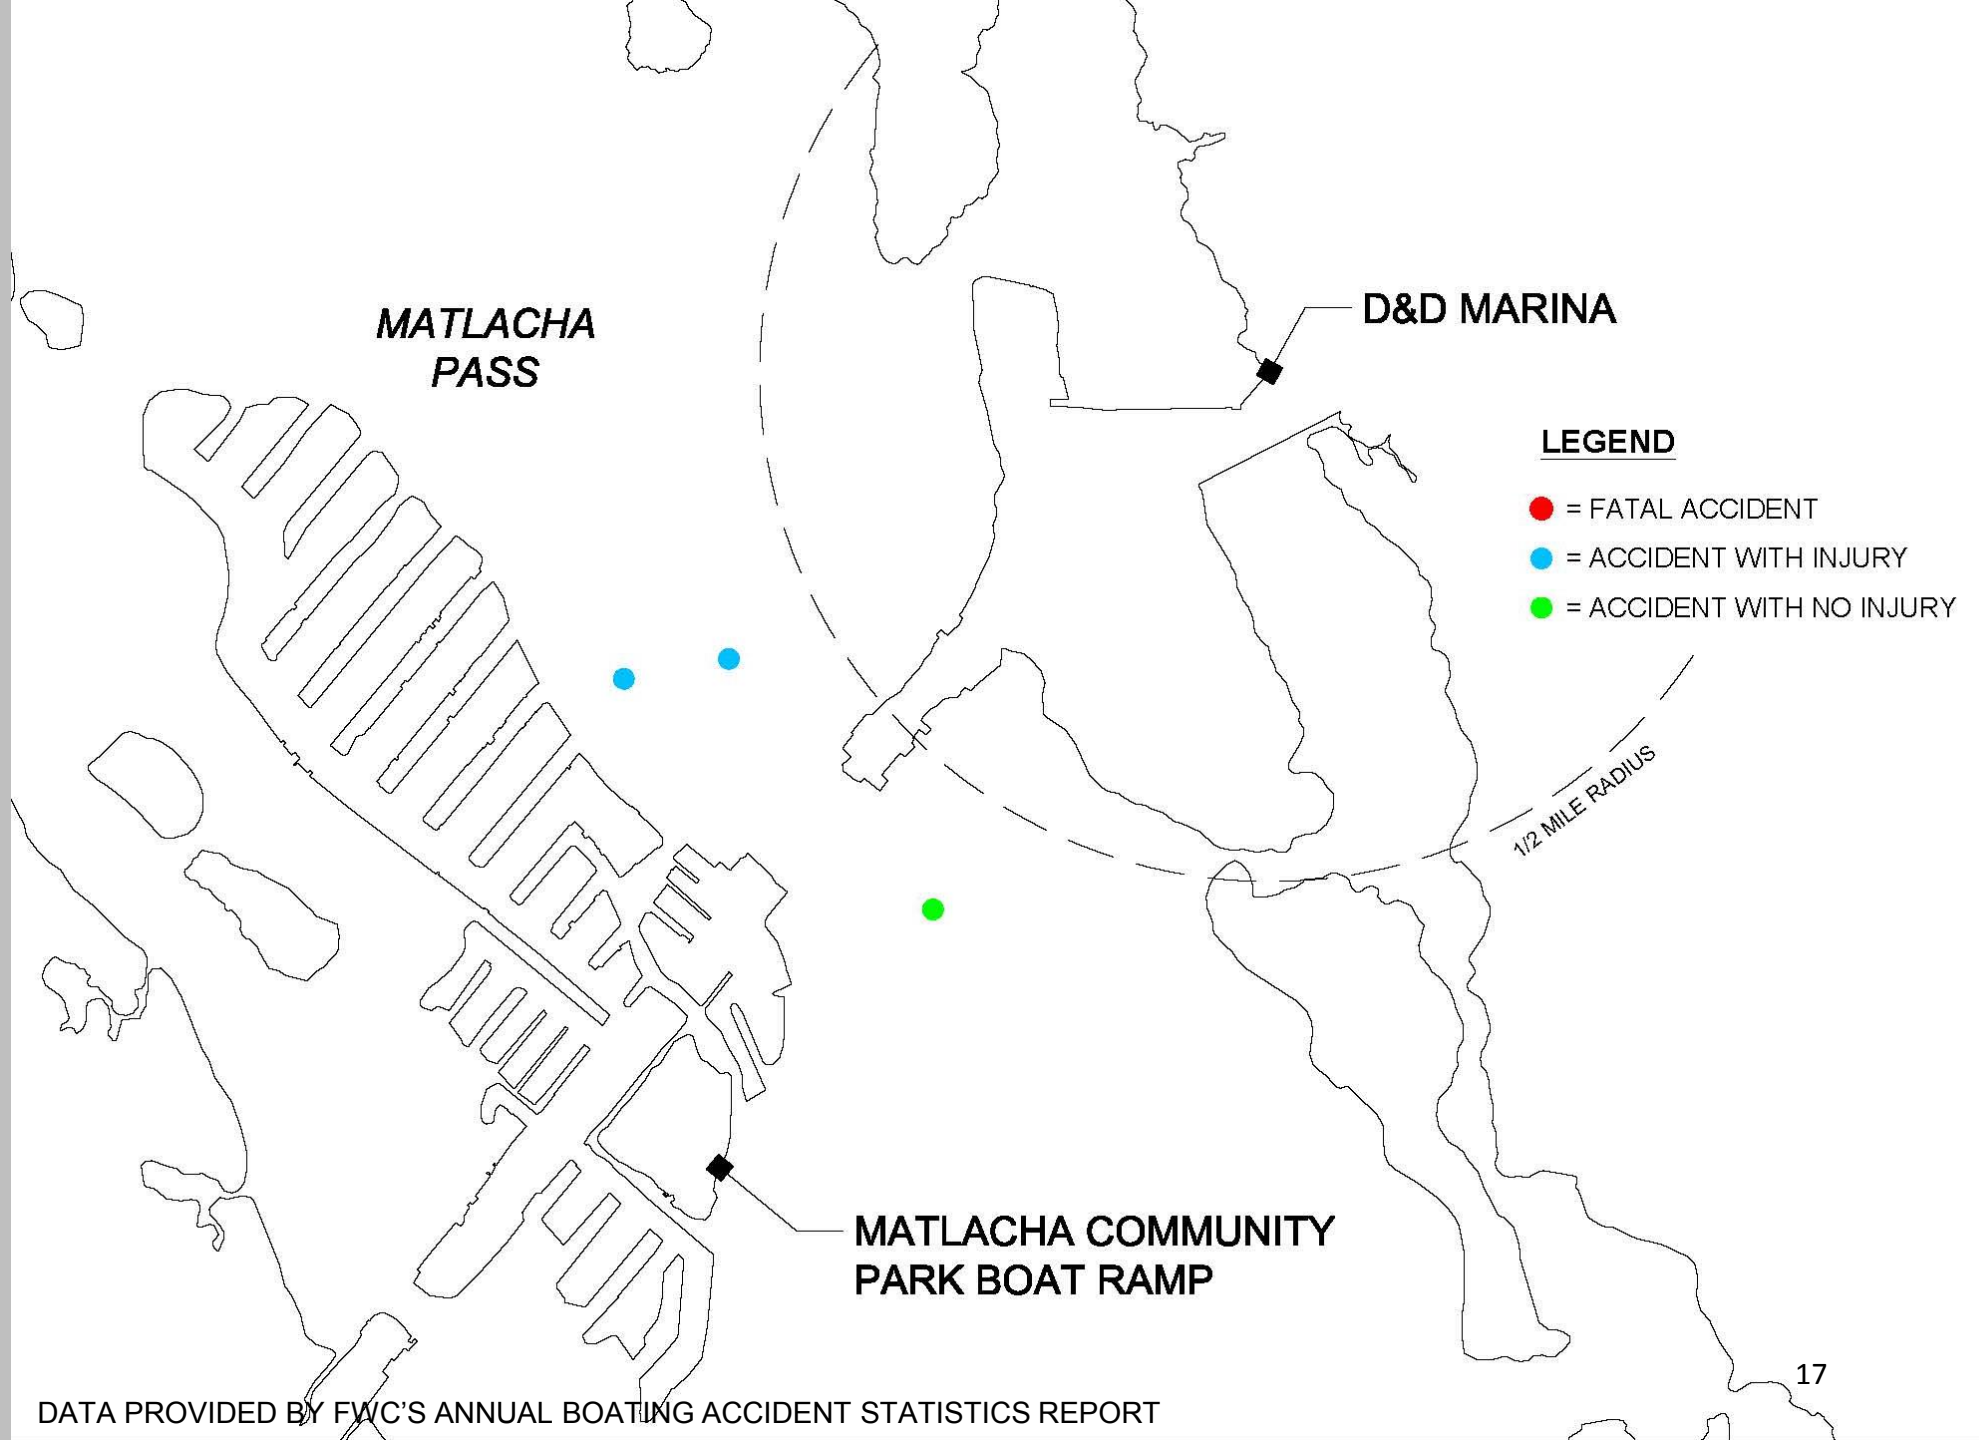 MATLACHA
PASS
D&D MARINA
LEGEND
= FATAL ACCIDENT
= ACCIDENT WITH INJURY
= ACCIDENT WITH NO INJURY
1/2 MILE RADIUS
MATLACHA COMMUNITY
PARK BOAT RAMP
17
DATA PROVIDED BY FWC'S ANNUAL BOATING ACCIDENT STATISTICS REPORT